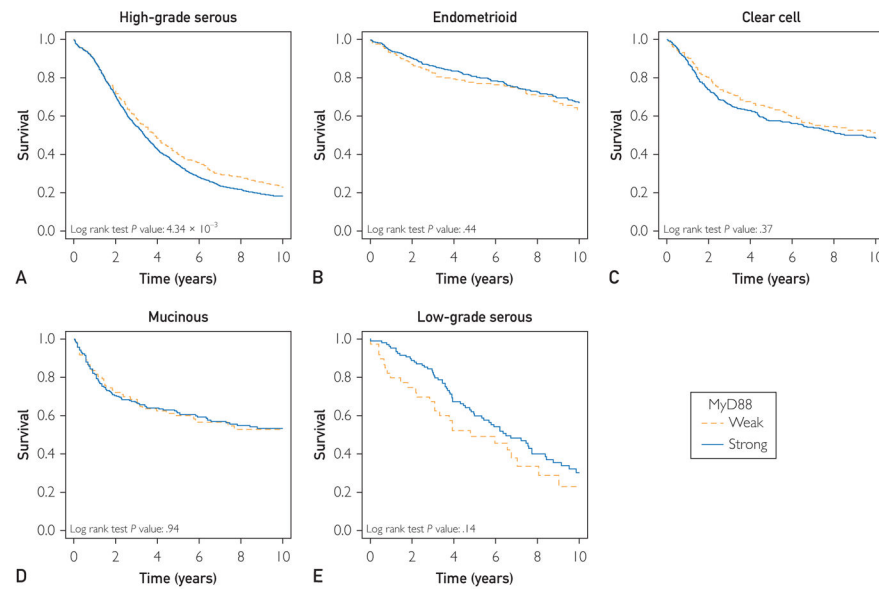 High-grade serous
1.0
0.8
0.6
0.4
0.2
0.0
Survival
Log rank test P value: 4.34 × 10⁻³
0 2 4 6 8 10
Time (years)
A
Endometrioid
1.0
0.8
0.6
0.4
0.2
0.0
Survival
Log rank test P value: .44
0 2 4 6 8 10
Time (years)
B
Clear cell
1.0
0.8
0.6
0.4
0.2
0.0
Survival
Log rank test P value: .37
0 2 4 6 8 10
Time (years)
C
Mucinous
1.0
0.8
0.6
0.4
0.2
0.0
Survival
Log rank test P value: .94
0 2 4 6 8 10
Time (years)
D
Low-grade serous
1.0
0.8
0.6
0.4
0.2
0.0
Survival
Log rank test P value: .14
0 2 4 6 8 10
Time (years)
E
MyD88
Weak
Strong